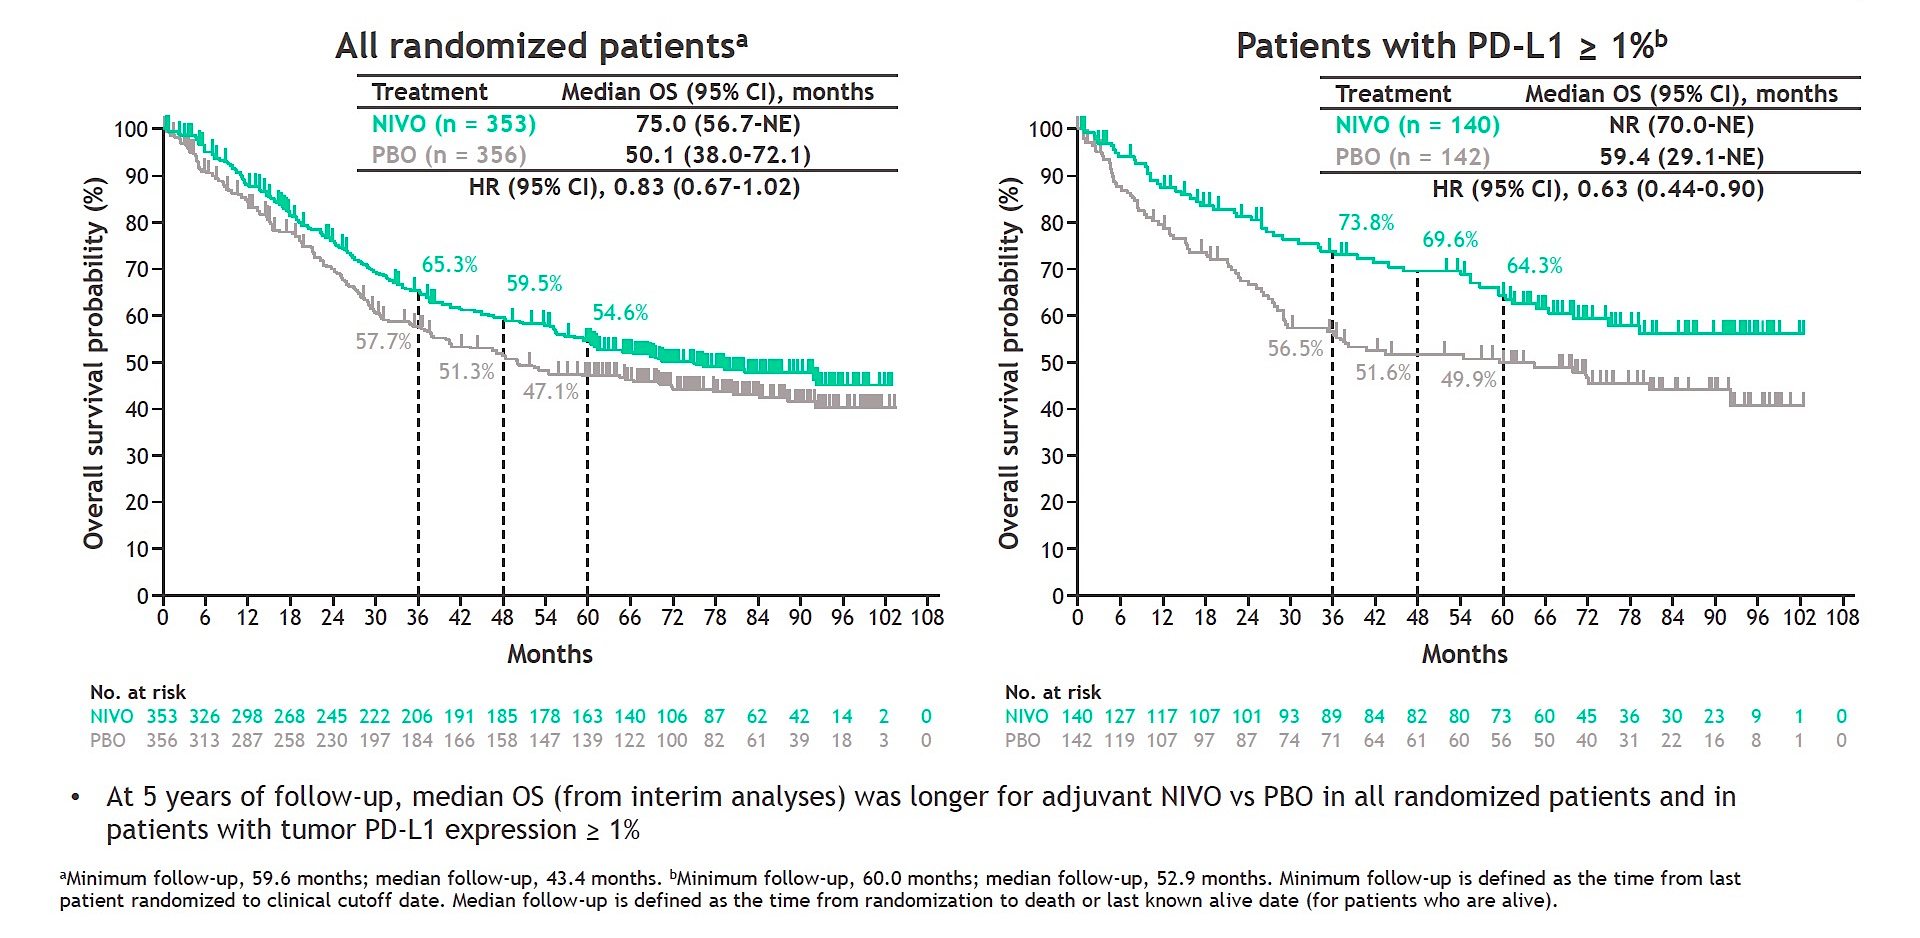 All randomized patientsᵃ
Treatment Median OS (95% CI), months
NIVO (n = 353) 75.0 (56.7-NE)
PBO (n = 356) 50.1 (38.0-72.1)
HR (95% CI), 0.83 (0.67-1.02)
Overall survival probability (%)
100
90
80
70
60
50
40
30
20
10
0
65.3%
59.5%
54.6%
57.7%
51.3%
47.1%
0 6 12 18 24 30 36 42 48 54 60 66 72 78 84 90 96 102 108
Months
No. at risk
NIVO 353 326 298 268 245 222 206 191 185 178 163 140 106 87 62 42 14 2 0
PBO 356 313 287 258 230 197 184 166 158 147 139 122 100 82 61 39 18 3 0
Patients with PD-L1 ≥ 1%ᵇ
Treatment Median OS (95% CI), months
NIVO (n = 140) NR (70.0-NE)
PBO (n = 142) 59.4 (29.1-NE)
HR (95% CI), 0.63 (0.44-0.90)
Overall survival probability (%)
100
90
80
70
60
50
40
30
20
10
0
73.8%
69.6%
64.3%
56.5%
51.6%
49.9%
0 6 12 18 24 30 36 42 48 54 60 66 72 78 84 90 96 102 108
Months
No. at risk
NIVO 140 127 117 107 101 93 89 84 82 80 73 60 45 36 30 23 9 1 0
PBO 142 119 107 97 87 74 71 64 61 60 56 50 40 31 22 16 8 1 0
• At 5 years of follow-up, median OS (from interim analyses) was longer for adjuvant NIVO vs PBO in all randomized patients and in
patients with tumor PD-L1 expression ≥ 1%
ᵃMinimum follow-up, 59.6 months; median follow-up, 43.4 months. ᵇMinimum follow-up, 60.0 months; median follow-up, 52.9 months. Minimum follow-up is defined as the time from last
patient randomized to clinical cutoff date. Median follow-up is defined as the time from randomization to death or last known alive date (for patients who are alive).